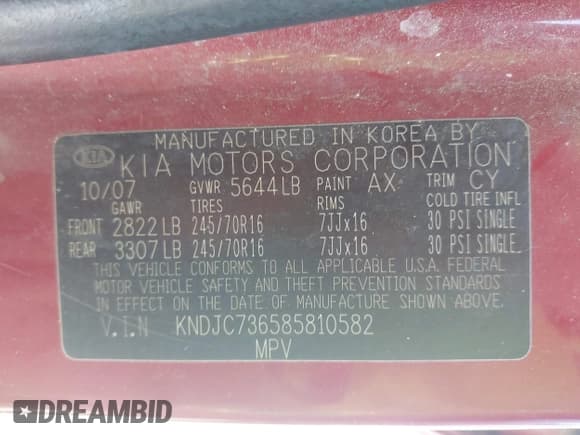 MANUFACTURED IN KOREA BY
KIA KIA MOTORS CORPORATION
10/07 GVWR 5644LB PAINT AX TRIM CY
GAWR TIRES RIMS COLD TIRE INFL
FRONT 2822LB 245/70R16 7JJx16 30 PSI SINGLE
REAR 3307LB 245/70R16 7JJx16 30 PSI SINGLE
THIS VEHICLE CONFORMS TO ALL APPLICABLE U.S.A. FEDERAL
MOTOR VEHICLE SAFETY AND THEFT PREVENTION STANDARDS
IN EFFECT ON THE DATE OF MANUFACTURE SHOWN ABOVE.
V.I.N KNDJC736585810582
MPV
DREAMBID